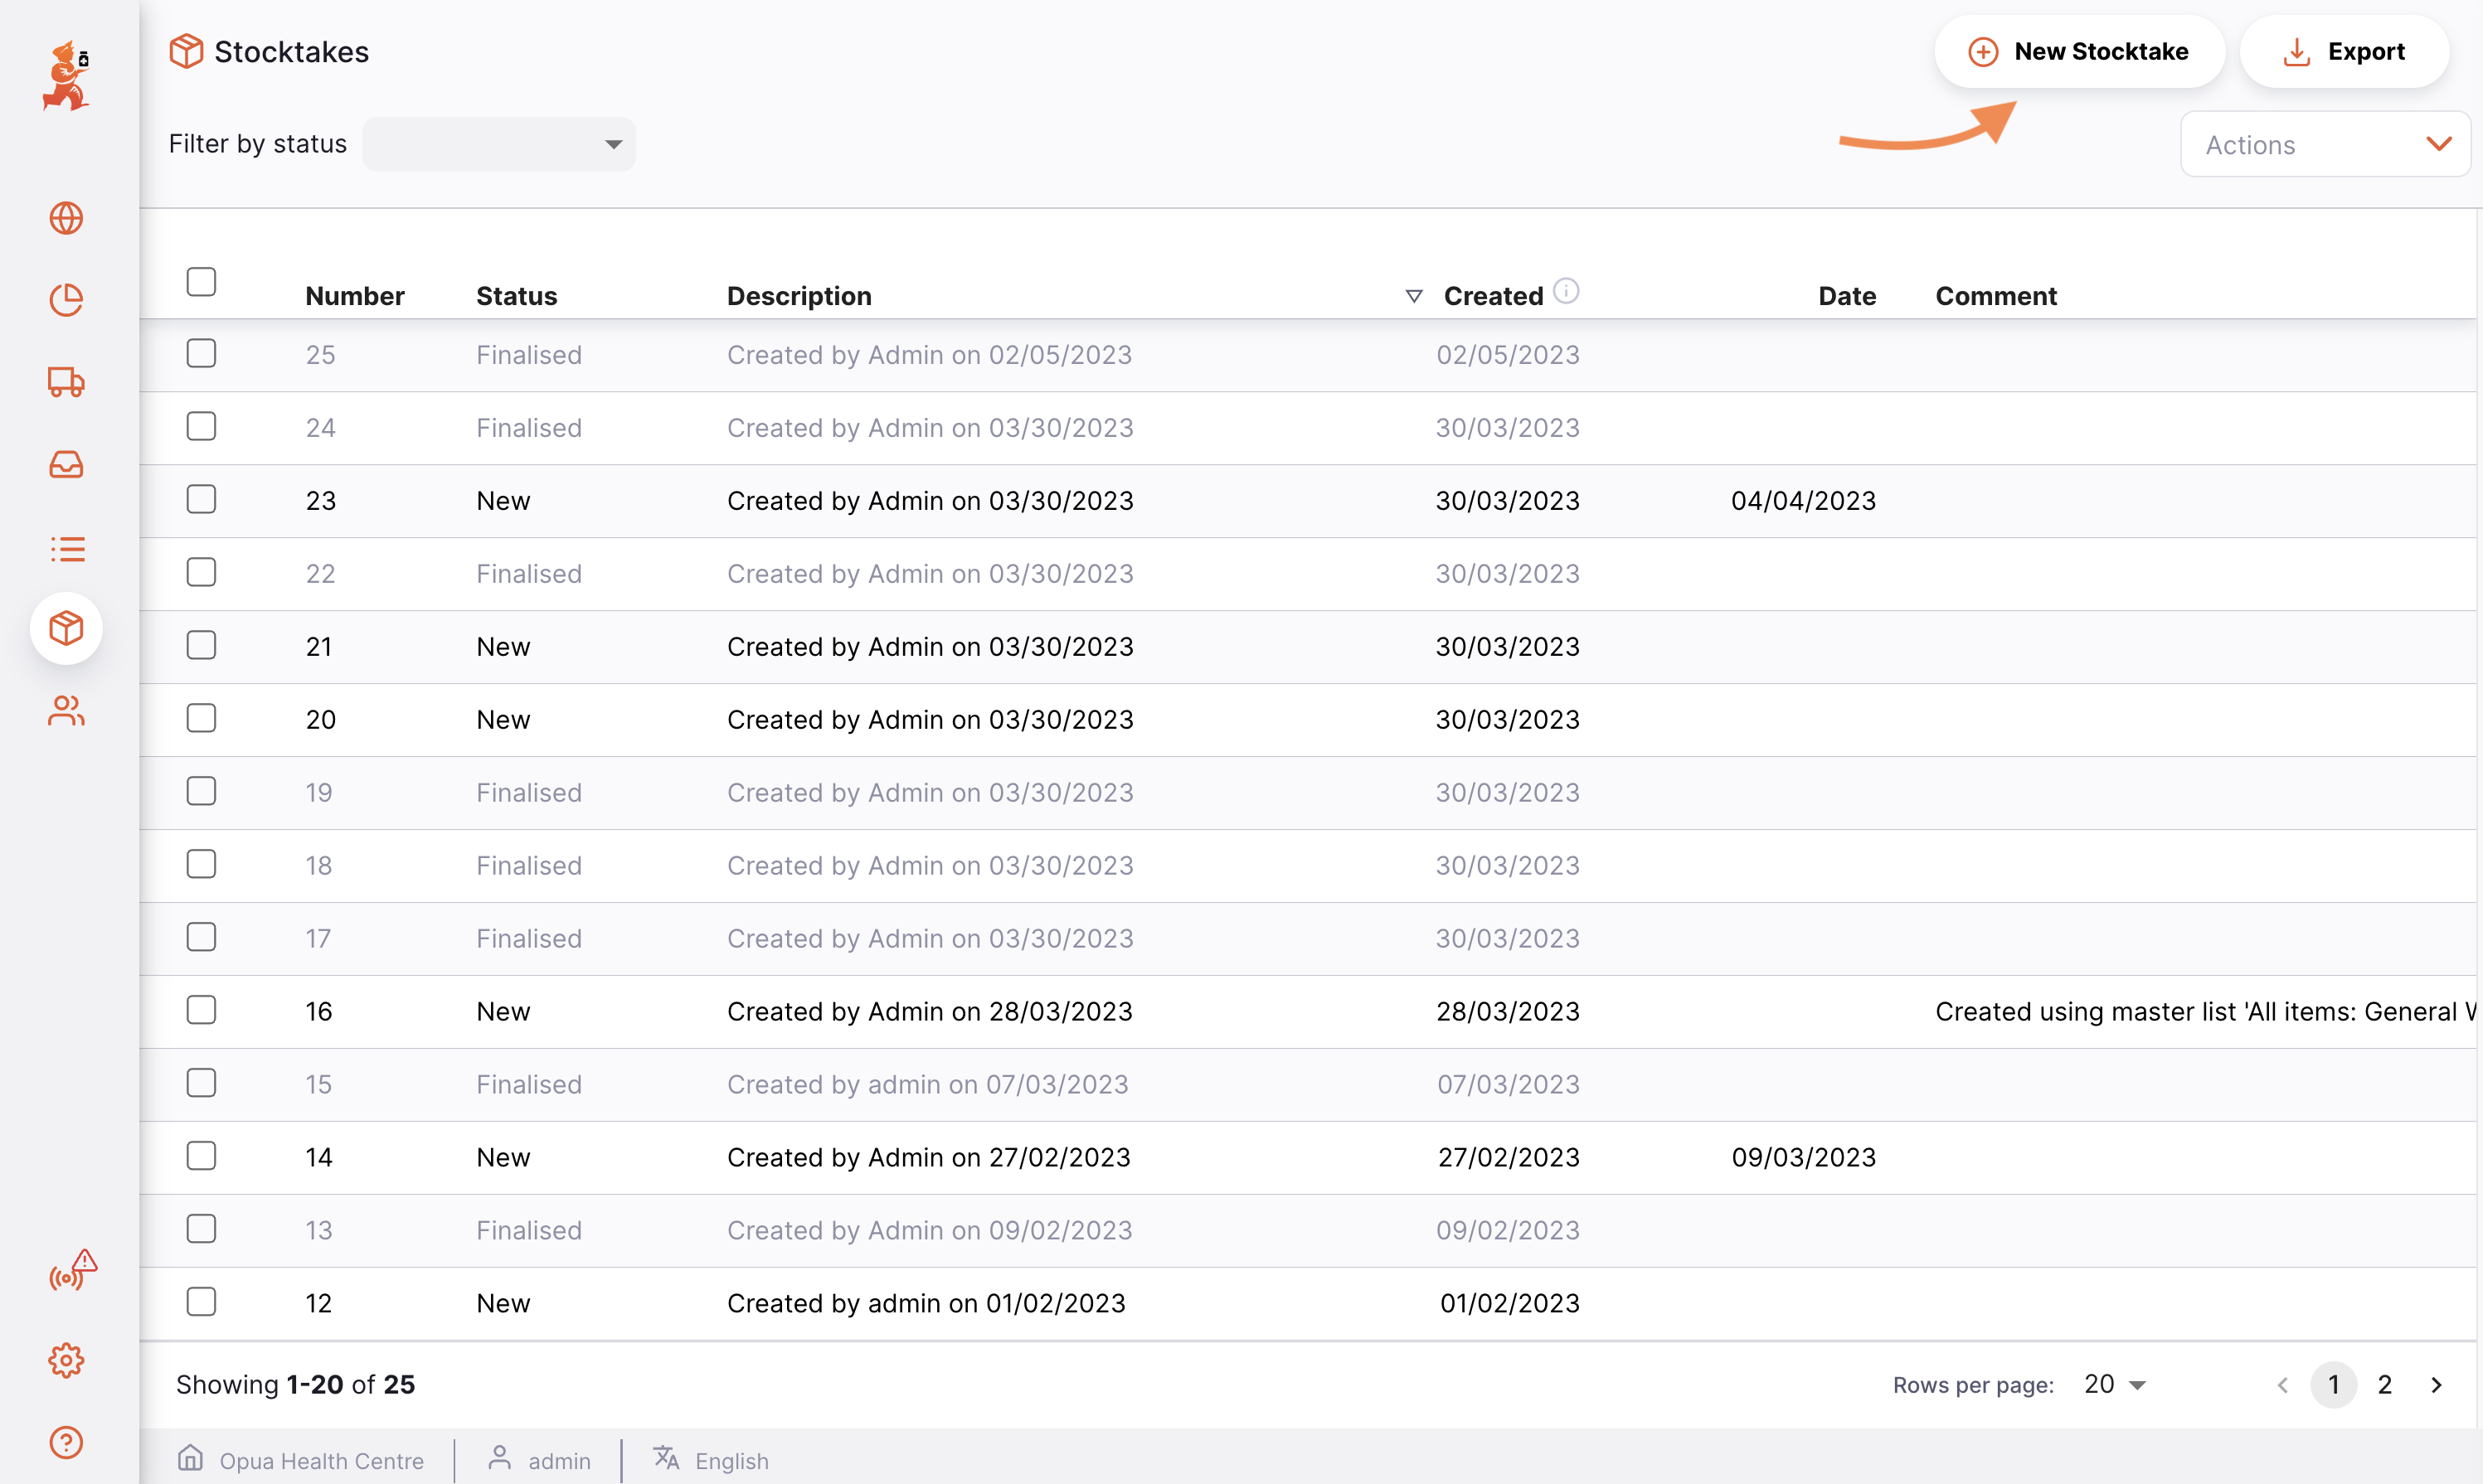 Stocktakes
New Stocktake
Export
Filter by status
Actions
Number Status Description Created Date Comment
25 Finalised Created by Admin on 02/05/2023 02/05/2023
24 Finalised Created by Admin on 03/30/2023 30/03/2023
23 New Created by Admin on 03/30/2023 30/03/2023 04/04/2023
22 Finalised Created by Admin on 03/30/2023 30/03/2023
21 New Created by Admin on 03/30/2023 30/03/2023
20 New Created by Admin on 03/30/2023 30/03/2023
19 Finalised Created by Admin on 03/30/2023 30/03/2023
18 Finalised Created by Admin on 03/30/2023 30/03/2023
17 Finalised Created by Admin on 03/30/2023 30/03/2023
16 New Created by Admin on 28/03/2023 28/03/2023 Created using master list 'All items: General
15 Finalised Created by admin on 07/03/2023 07/03/2023
14 New Created by Admin on 27/02/2023 27/02/2023 09/03/2023
13 Finalised Created by Admin on 09/02/2023 09/02/2023
12 New Created by admin on 01/02/2023 01/02/2023
Showing 1-20 of 25
Rows per page: 20
1 2
Opua Health Centre
admin
English